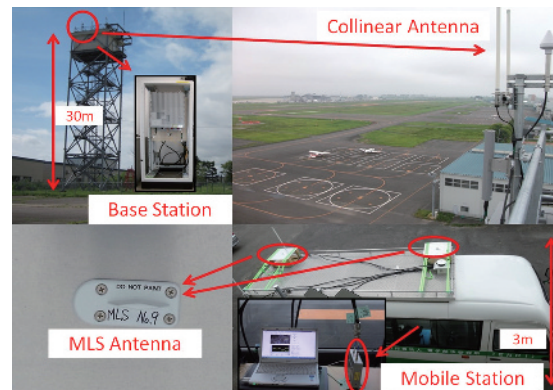 Collinear Antenna
30m
Base Station
DO NOT PAINT
MLS No.9
MLS Antenna
3m
Mobile Station